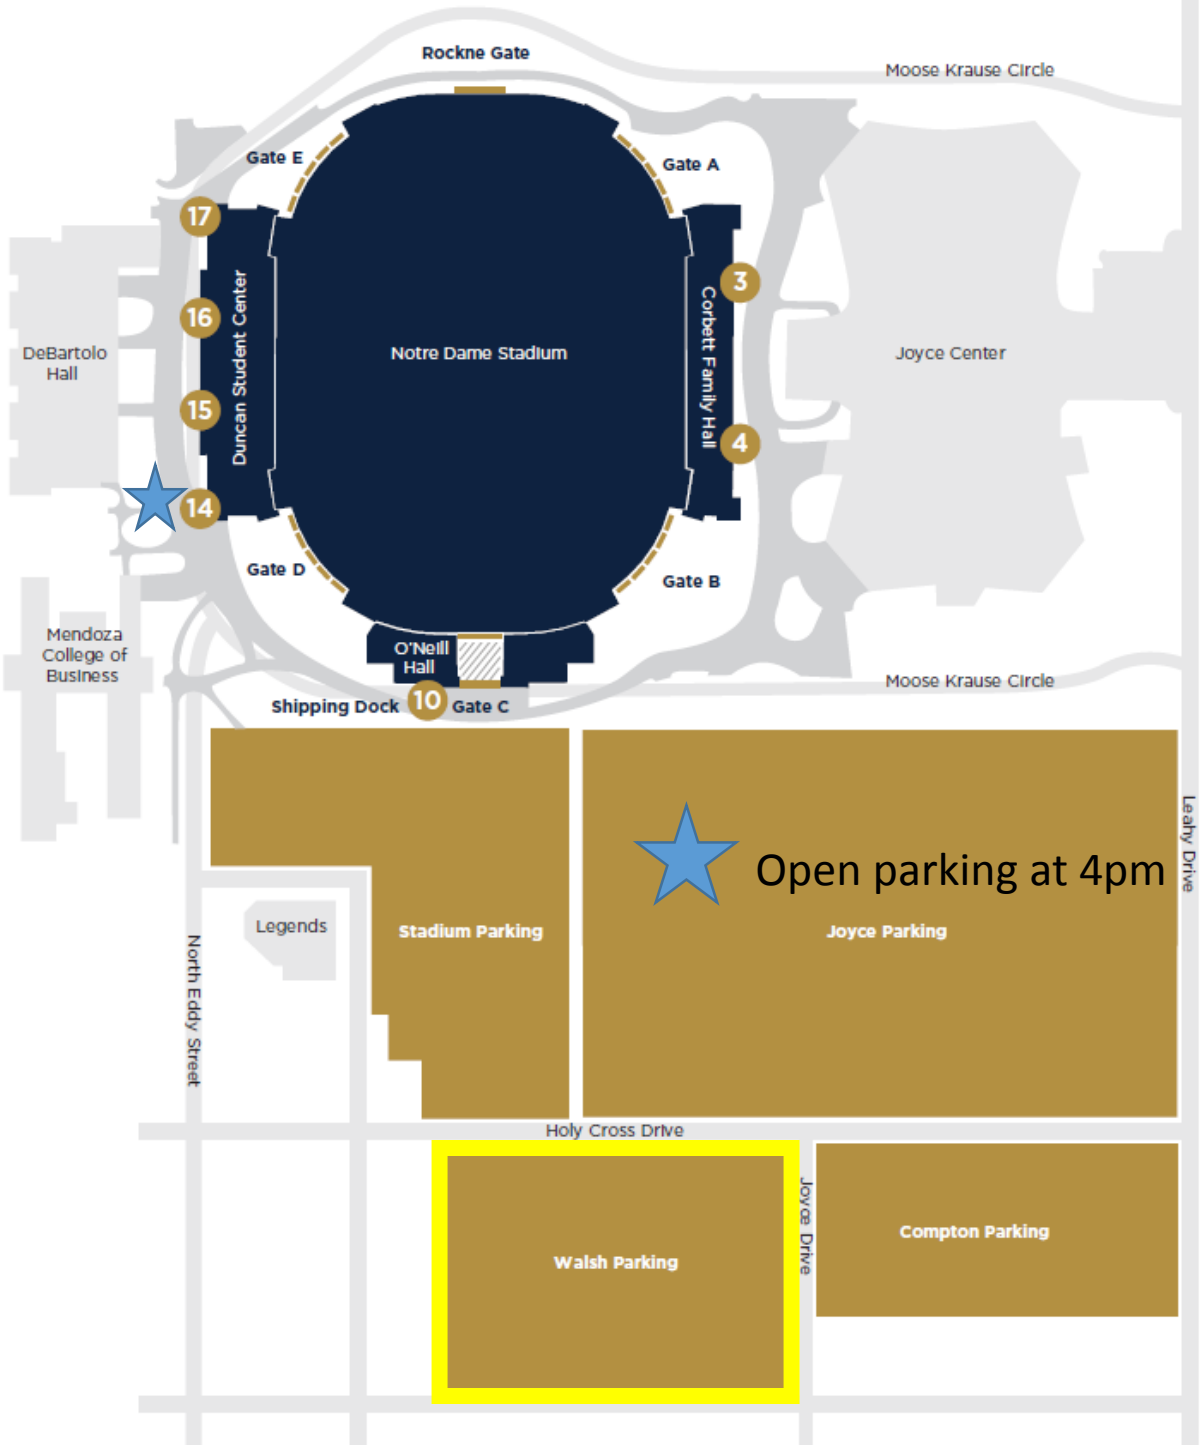 Rockne Gate
Moose Krause Circle
Gate E
Gate A
17
3
16
Duncan Student Center
Corbett Family Hall
DeBartolo
Hall
Notre Dame Stadium
Joyce Center
15
4
14
Gate D
Gate B
Mendoza
College of
Business
O'Neill
Hall
Moose Krause Circle
Shipping Dock
10
Gate C
Leahy Drive
Open parking at 4pm
Legends
Stadium Parking
Joyce Parking
North Eddy Street
Holy Cross Drive
Joyce Drive
Compton Parking
Walsh Parking